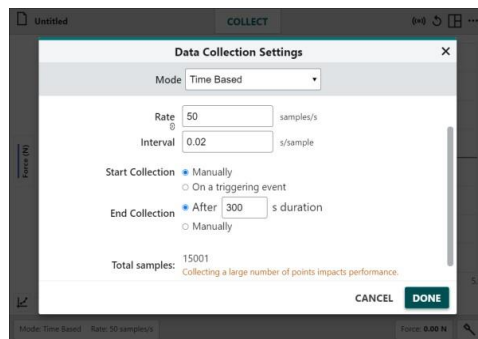 Untitled
COLLECT
Data Collection Settings
Mode Time Based
Rate 50 samples/s
Interval 0.02 s/sample
Start Collection Manually
On a triggering event
End Collection After 300 s duration
Manually
Total samples: 15001
Collecting a large number of points impacts performance.
CANCEL DONE
Force (N)
5
Mode: Time Based Rate: 50 samples/s Force: 0.00 N